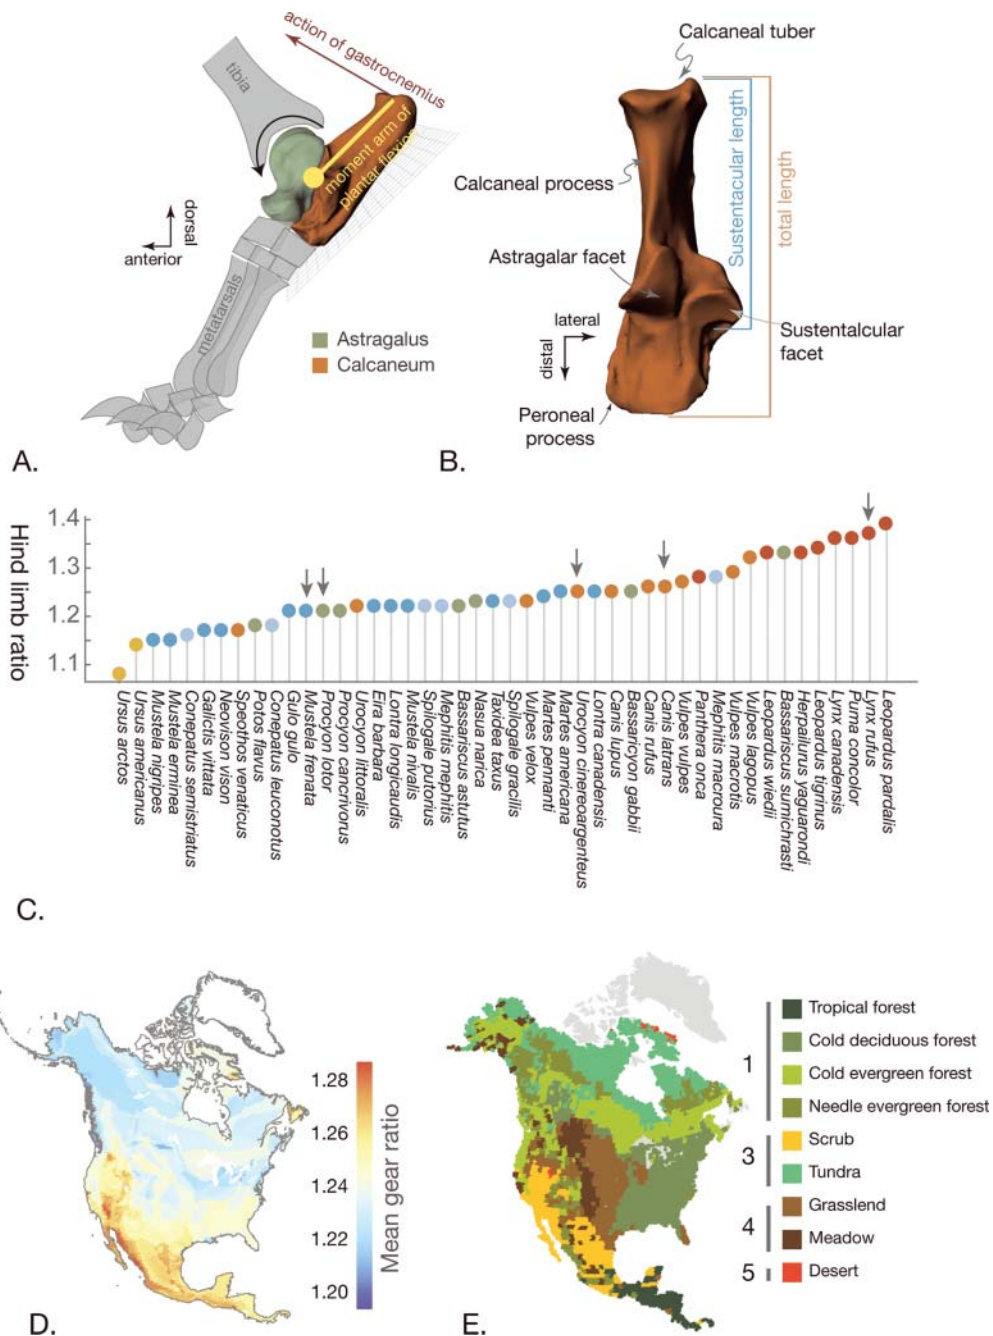 action of gastrocnemius
tibia
moment arm of
plantar flexion
dorsal
anterior
metatarsals
Astragalus
Calcaneum
A.
Calcaneal tuber
Calcaneal process
Astragalar facet
Sustentacular length
total length
lateral
distal
Sustentalcular
facet
Peroneal
process
B.
Hind limb ratio
1.4
1.3
1.2
1.1
Ursus arctos
Ursus americanus
Mustela nigripes
Mustela erminea
Conepatus semistriatus
Galictis vittata
Neovison vison
Speothos venaticus
Potos flavus
Conepatus leuconotus
Gulo gulo
Mustela frenata
Procyon lotor
Procyon cancrivorus
Urocyon littoralis
Eira barbara
Lontra longicaudis
Mustela nivalis
Spilogale putorius
Mephitis mephitis
Bassariscus astutus
Nasua narica
Taxidea taxus
Spilogale gracilis
Vulpes velox
Martes pennanti
Martes americana
Urocyon cinereoargenteus
Lontra canadensis
Canis lupus
Bassaricyon gabbii
Canis rufus
Canis latrans
Vulpes vulpes
Panthera onca
Mephitis macroura
Vulpes macrotis
Vulpes lagopus
Leopardus wiedii
Bassariscus sumichrasti
Herpailurus yaguarondi
Leopardus tigrinus
Lynx canadensis
Puma concolor
Lynx rufus
Leopardus pardalis
C.
1.28
1.26
1.24
1.22
1.20
Mean gear ratio
D.
1
3
4
5
Tropical forest
Cold deciduous forest
Cold evergreen forest
Needle evergreen forest
Scrub
Tundra
Grasslend
Meadow
Desert
E.